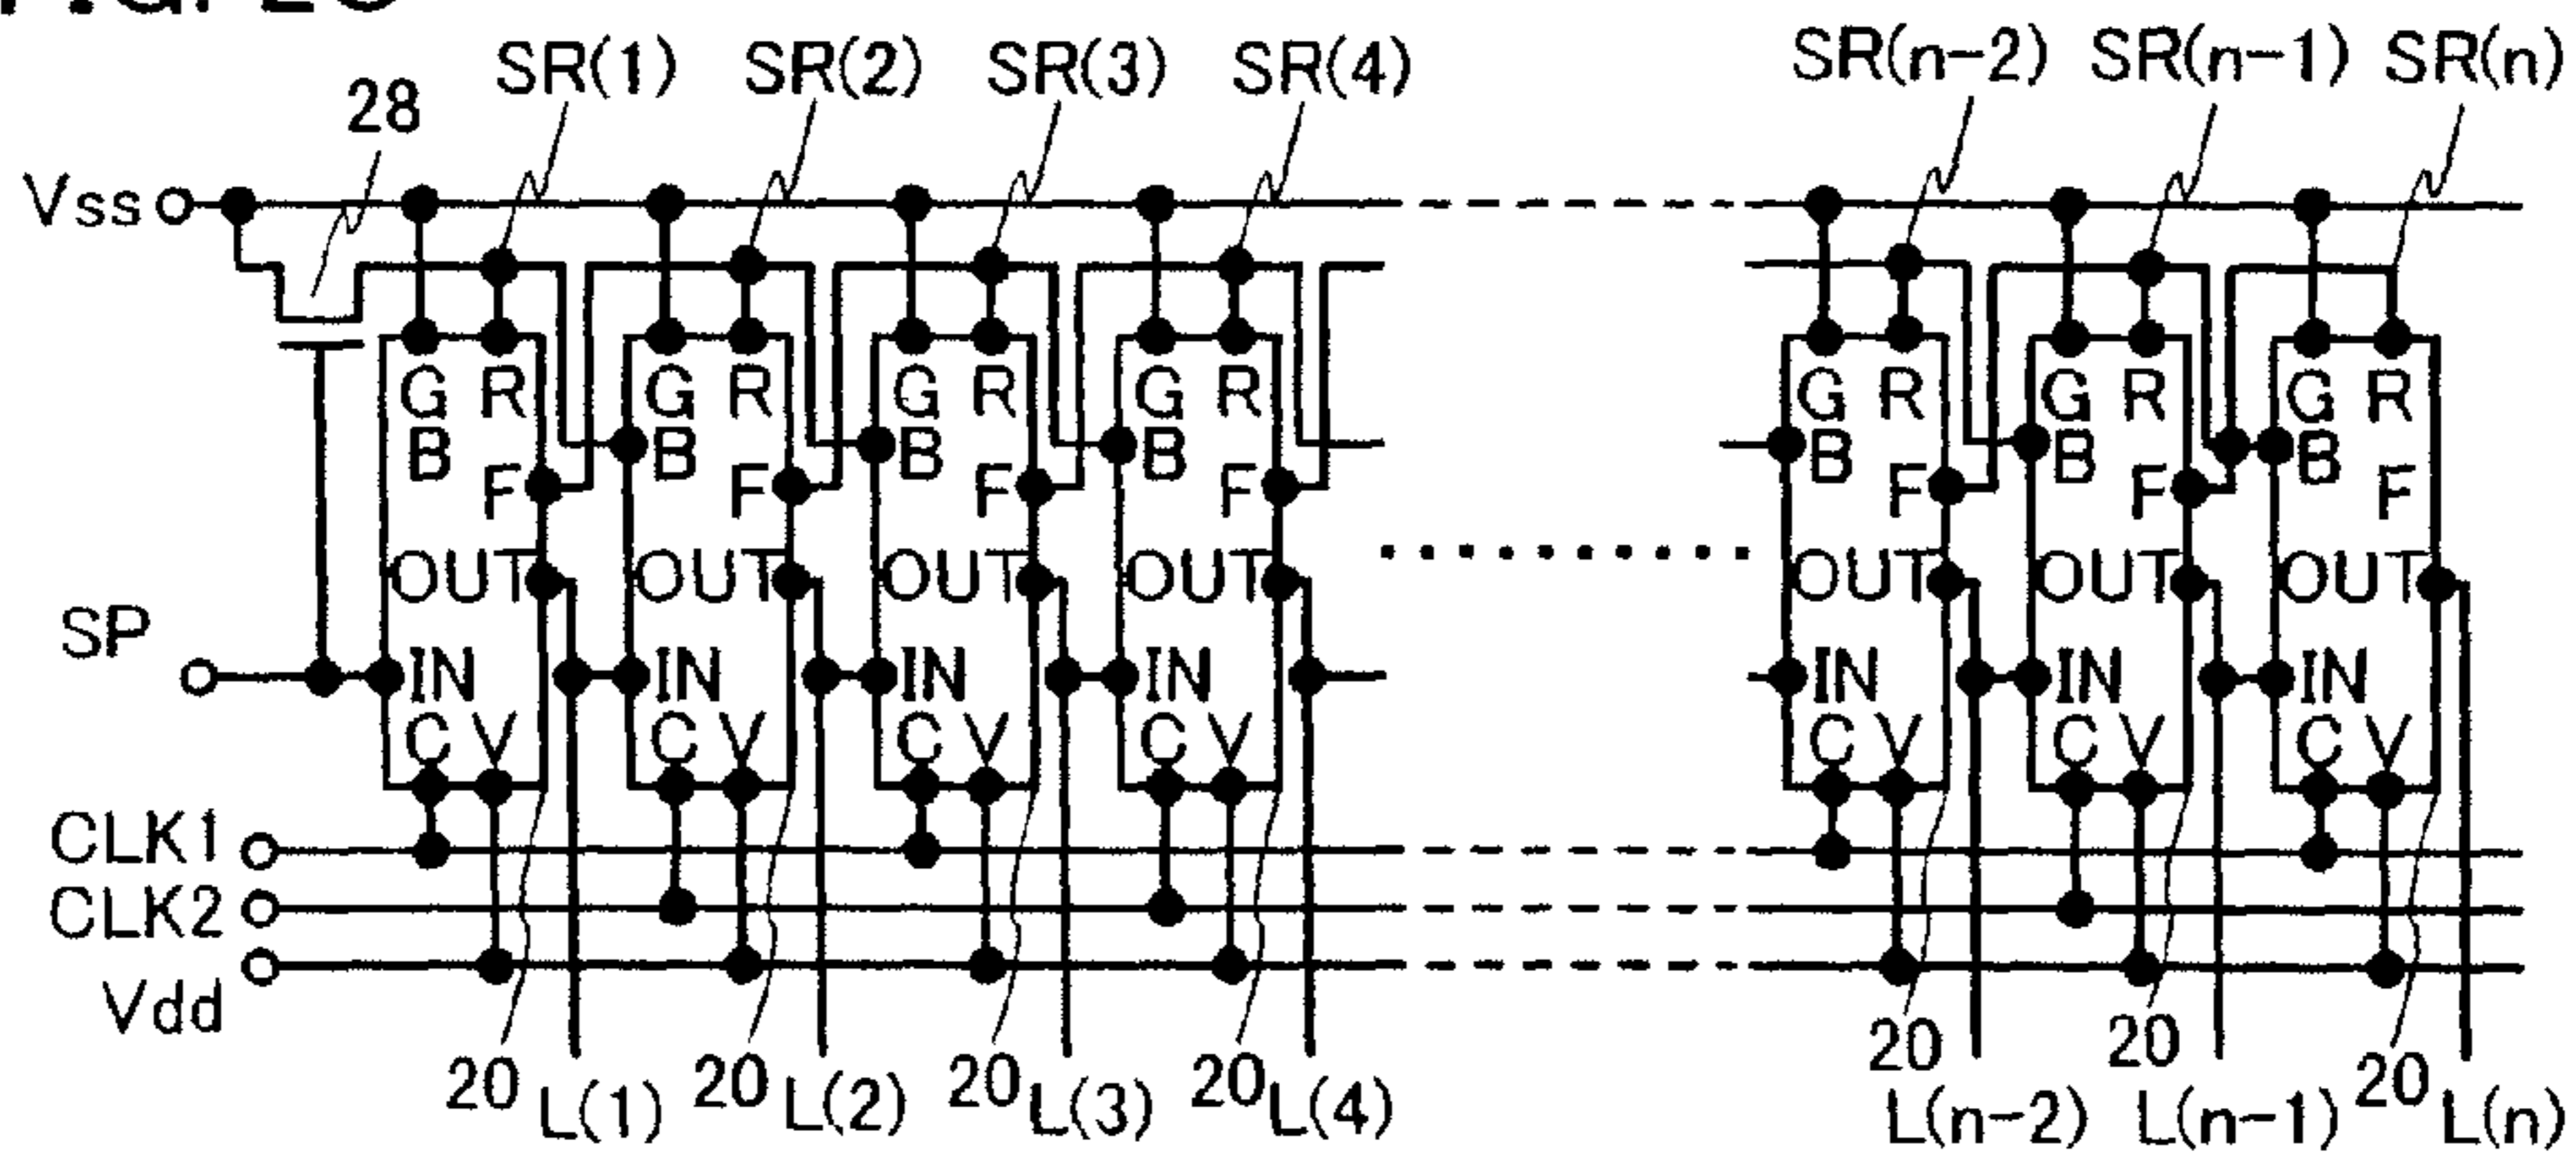 SR(1) SR(2) SR(3) SR(4) SR(n-2) SR(n-1) SR(n)
28
Vss
G R G R G R G R G R G R G R
B B B B B B B
F F F F F F F
OUT OUT OUT OUT OUT OUT OUT
SP
IN IN IN IN IN IN IN
C V C V C V C V C V C V C V
CLK1
CLK2
Vdd
20 20 20 20 20 20 20
L(1) L(2) L(3) L(4) L(n-2) L(n-1) L(n)